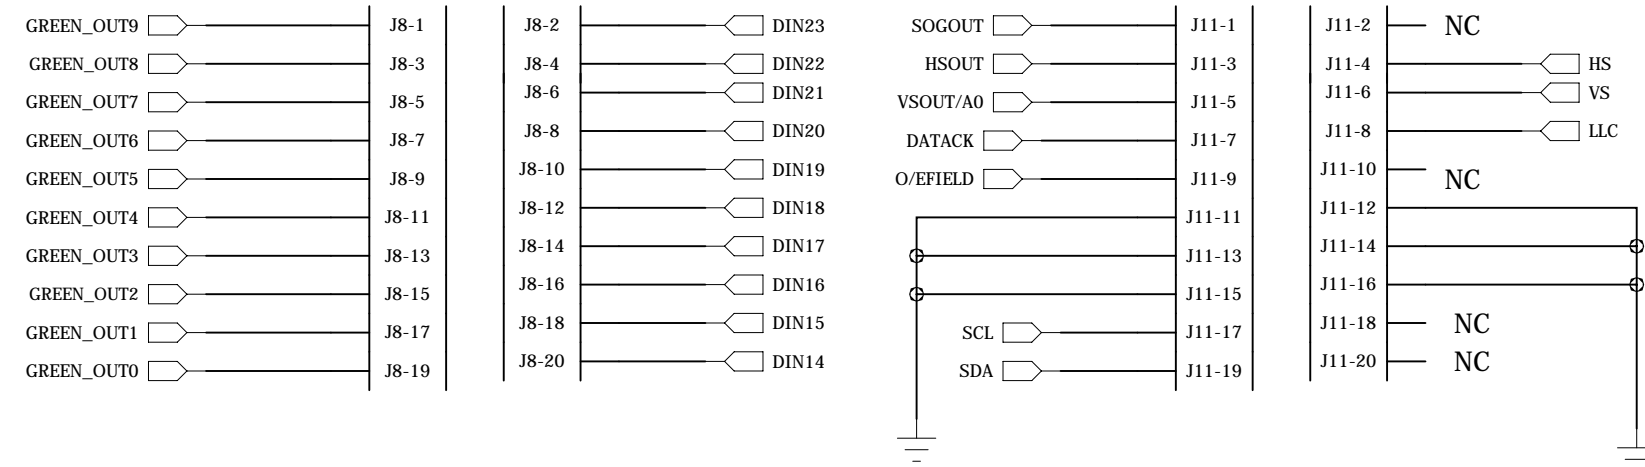 GREEN_OUT9 J8-1 J8-2 DIN23 SOGOUT J11-1 J11-2 NC
GREEN_OUT8 J8-3 J8-4 DIN22 HSOUT J11-3 J11-4 HS
GREEN_OUT7 J8-5 J8-6 DIN21 VSOUT/A0 J11-5 J11-6 VS
GREEN_OUT6 J8-7 J8-8 DIN20 DATACK J11-7 J11-8 LLC
GREEN_OUT5 J8-9 J8-10 DIN19 O/EFIELD J11-9 J11-10 NC
GREEN_OUT4 J8-11 J8-12 DIN18 J11-11 J11-12
GREEN_OUT3 J8-13 J8-14 DIN17 J11-13 J11-14
GREEN_OUT2 J8-15 J8-16 DIN16 J11-15 J11-16
GREEN_OUT1 J8-17 J8-18 DIN15 SCL J11-17 J11-18 NC
GREEN_OUT0 J8-19 J8-20 DIN14 SDA J11-19 J11-20 NC